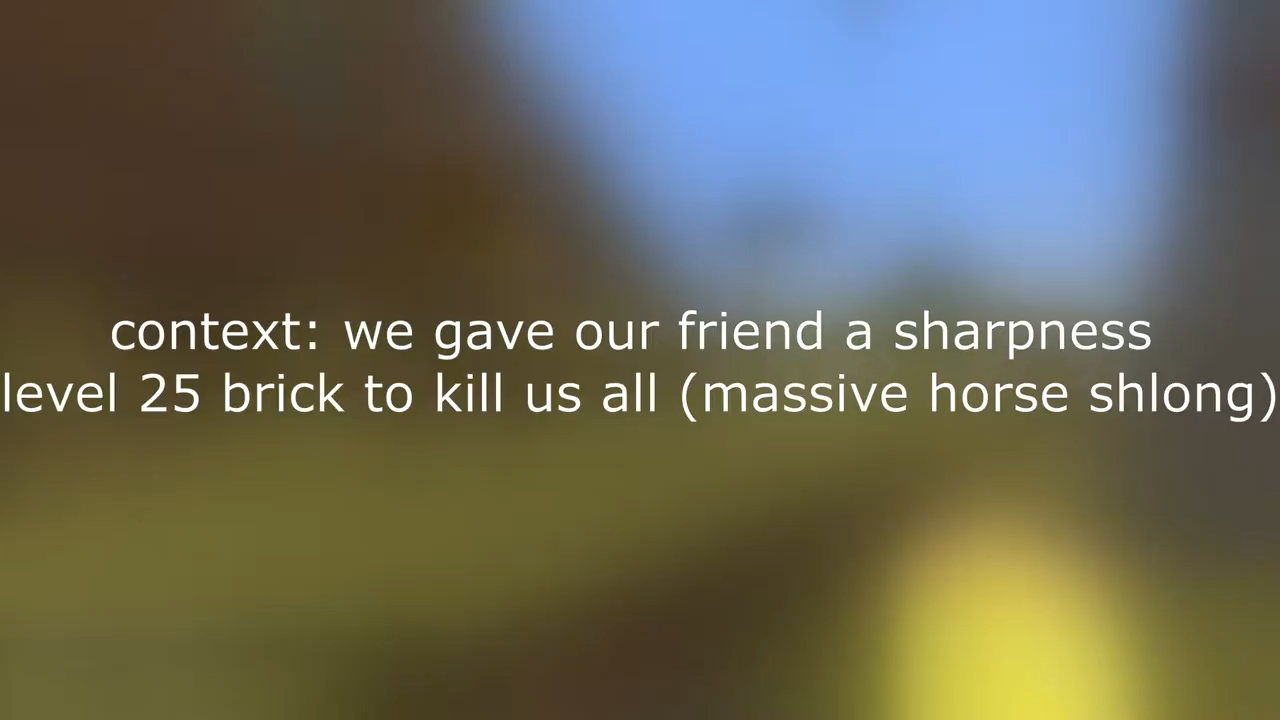 context: we gave our friend a sharpness
level 25 brick to kill us all (massive horse shlong)